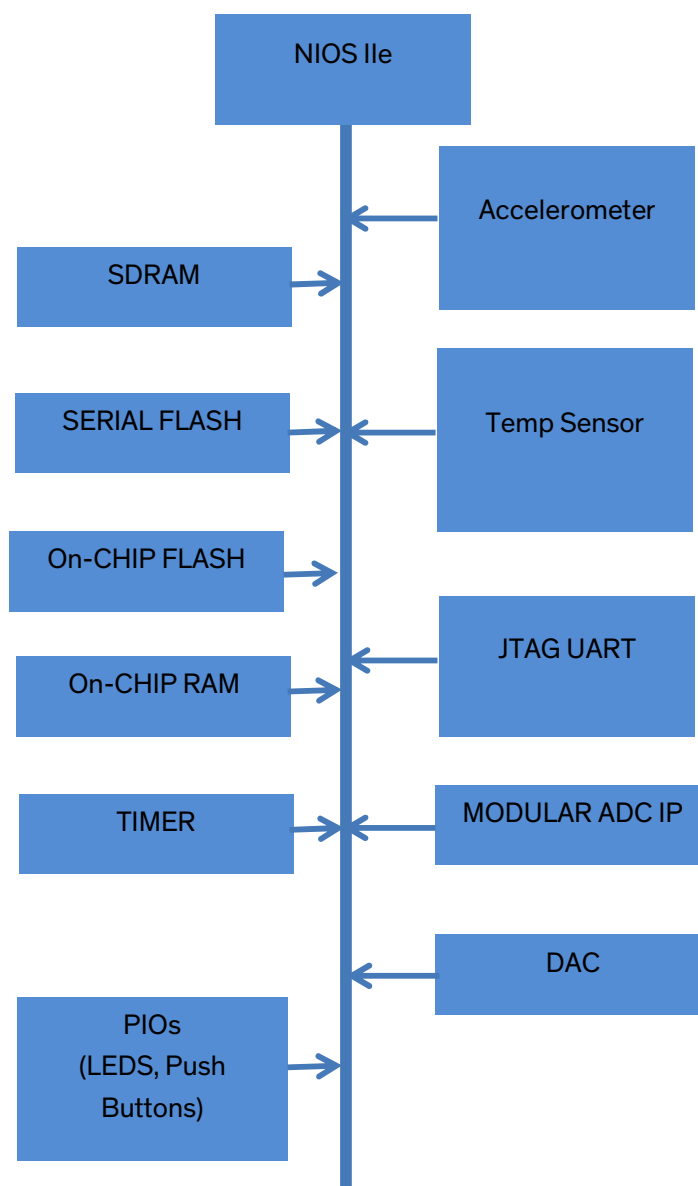 NIOS IIe
Accelerometer
SDRAM
SERIAL FLASH
Temp Sensor
On-CHIP FLASH
JTAG UART
On-CHIP RAM
TIMER
MODULAR ADC IP
DAC
PIOs
(LEDS, Push
Buttons)